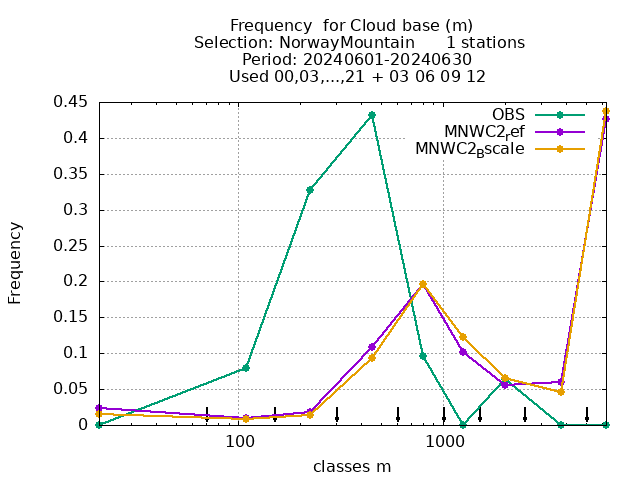 Frequency  for Cloud base (m)
Selection: NorwayMountain      1 stations
Period: 20240601-20240630
Used 00,03,...,21 + 03 06 09 12
OBS
MNWC2_ref
MNWC2_Bscale
0.45
0.4
0.35
0.3
0.25
0.2
0.15
0.1
0.05
0
Frequency
100 1000
classes m